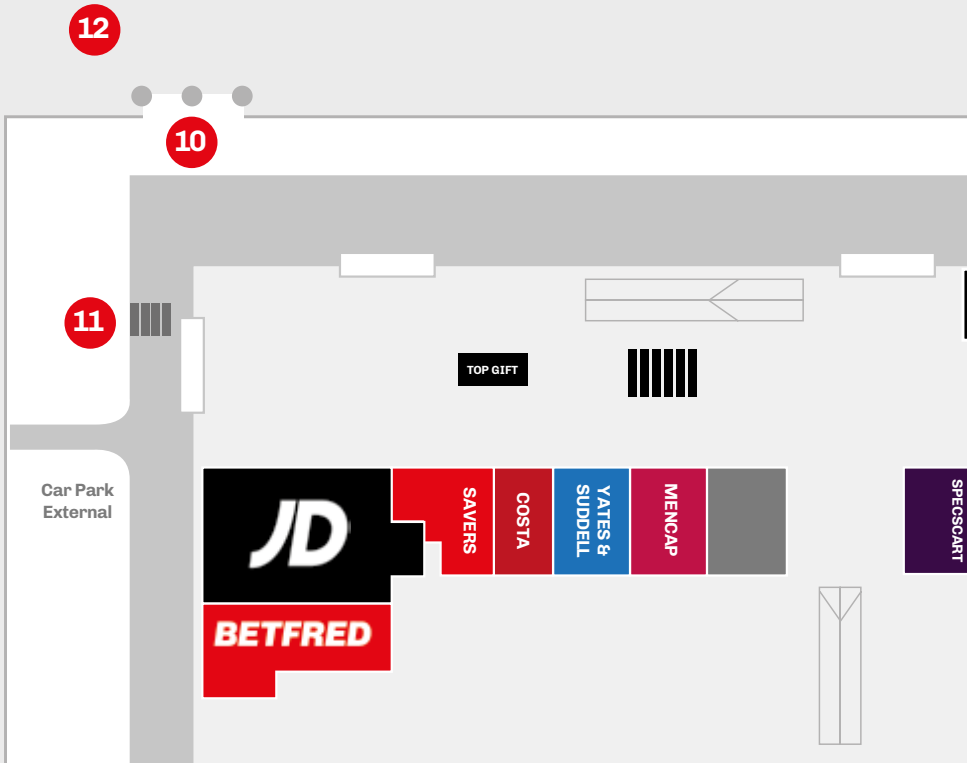 12
10
11
TOP GIFT
Car Park
External
JD
SAVERS
COSTA
YATES &
SUDDELL
MENCAP
SPECSCART
BETFRED